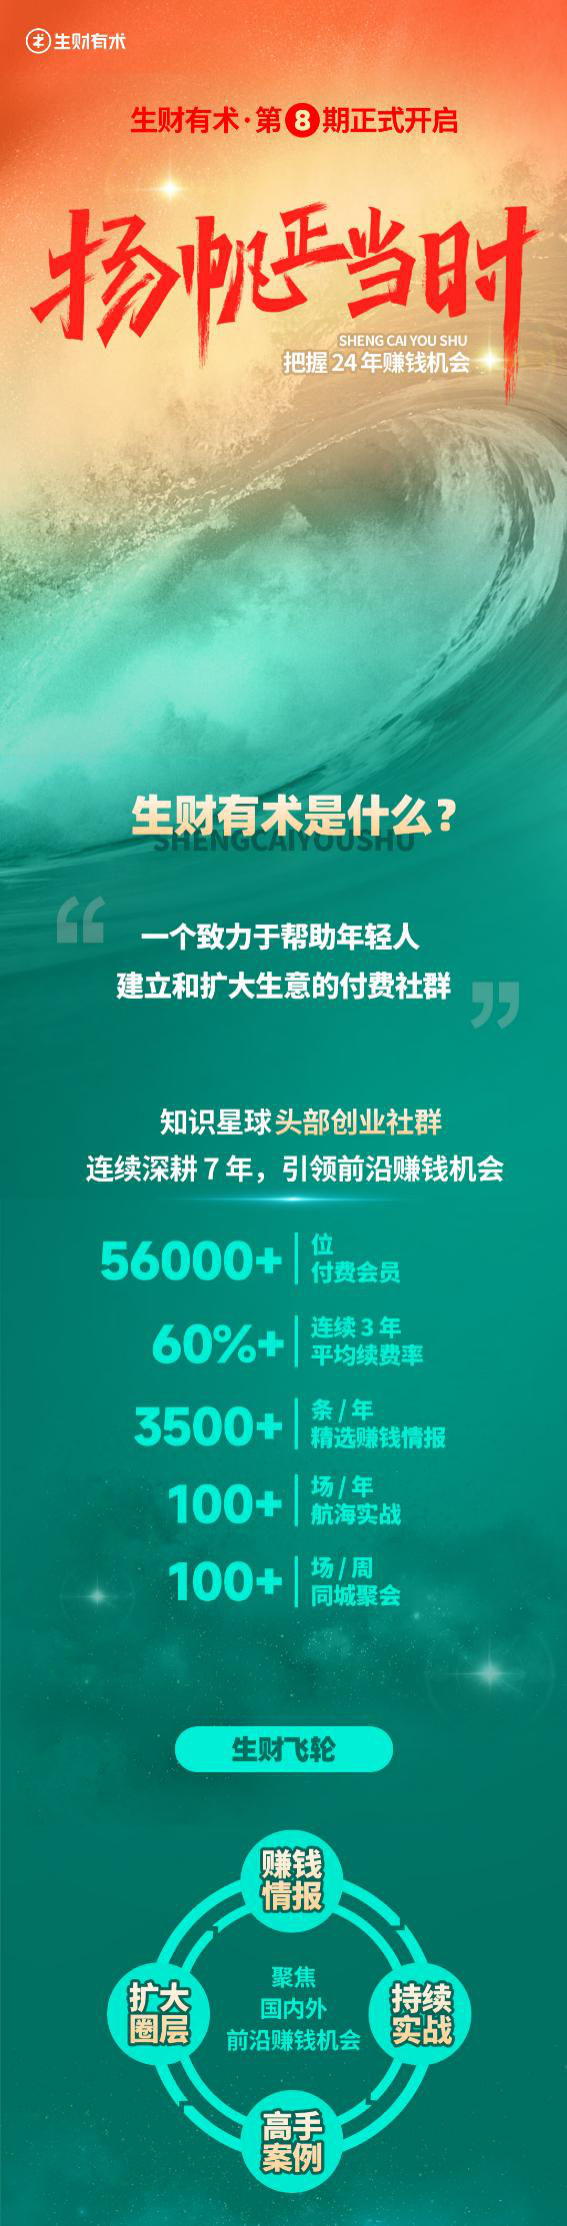 生财有术
生财有术·第8期正式开启
扬帆正当时
SHENG CAI YOU SHU
把握 24 年赚钱机会
生财有术是什么？
SHENGCAIYOUSHU
“
一个致力于帮助年轻人
建立和扩大生意的付费社群
”
知识星球头部创业社群
连续深耕 7 年，引领前沿赚钱机会
56000+
位
付费会员
60%+
连续 3 年
平均续费率
3500+
条 / 年
精选赚钱情报
100+
场 / 年
航海实战
100+
场 / 周
同城聚会
生财飞轮
赚钱
情报
扩大
圈层
聚焦
国内外
前沿赚钱机会
持续
实战
高手
案例